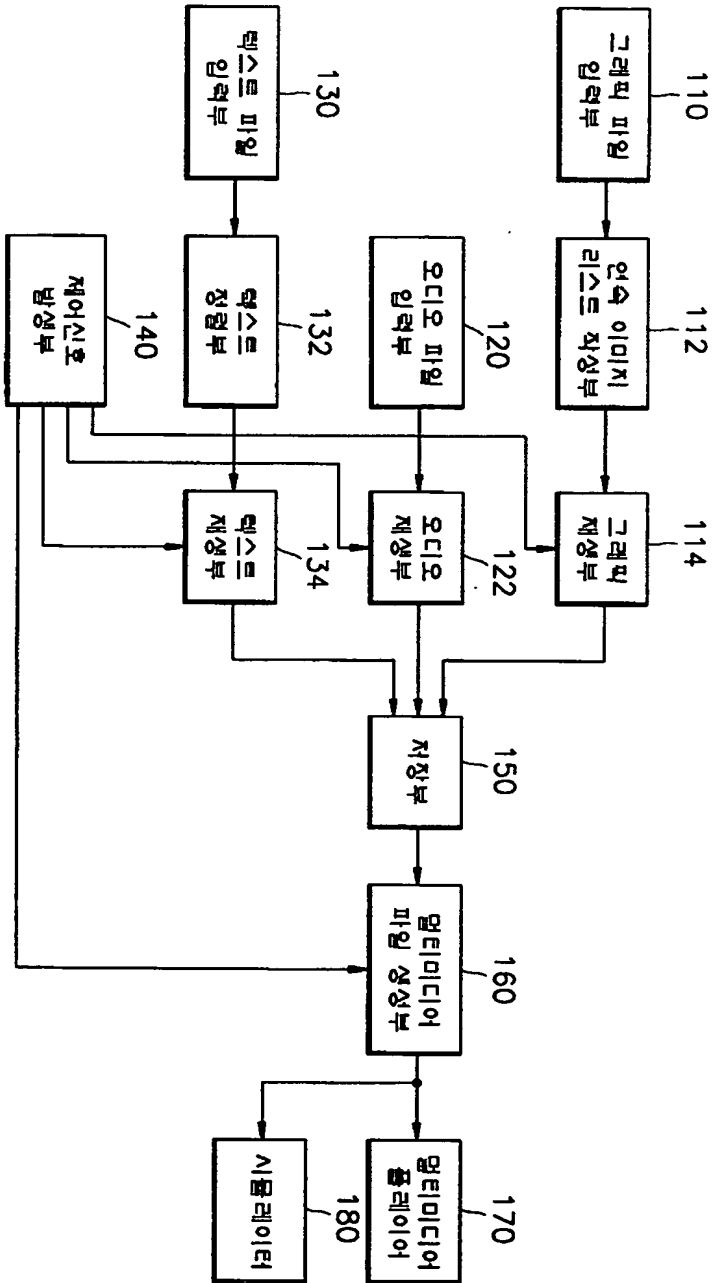 110
그래픽 파일
입력부
112
연속 이미지
리스트 작성부
114
그래픽
재생부
120
오디오 파일
입력부
122
오디오
재생부
130
텍스트 파일
입력부
132
텍스트
정렬부
134
텍스트
재생부
140
제어신호
발생부
150
저장부
160
멀티미디어
파일 생성부
170
멀티미디어
플레이어
180
시뮬레이터